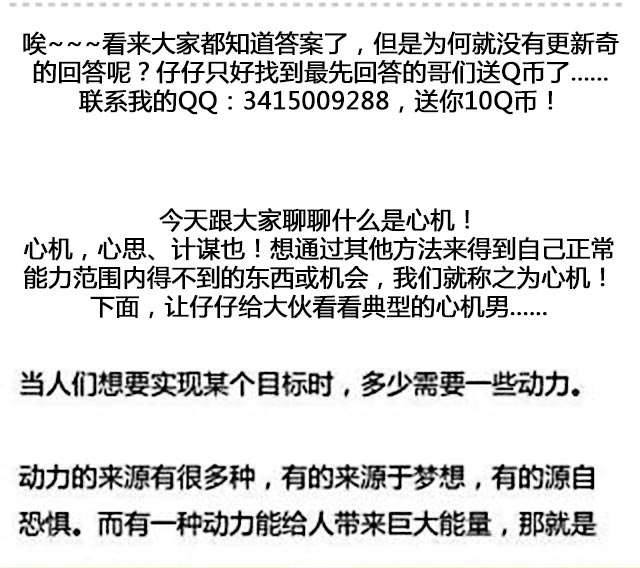 唉~~~看来大家都知道答案了，但是为何就没有更新奇
的回答呢？仔仔只好找到最先回答的哥们送Q币了......
联系我的QQ：3415009288，送你10Q币！
今天跟大家聊聊什么是心机！
心机，心思、计谋也！想通过其他方法来得到自己正常
能力范围内得不到的东西或机会，我们就称之为心机！
下面，让仔仔给大伙看看典型的心机男......
当人们想要实现某个目标时，多少需要一些动力。
动力的来源有很多种，有的来源于梦想，有的源自
恐惧。而有一种动力能给人带来巨大能量，那就是